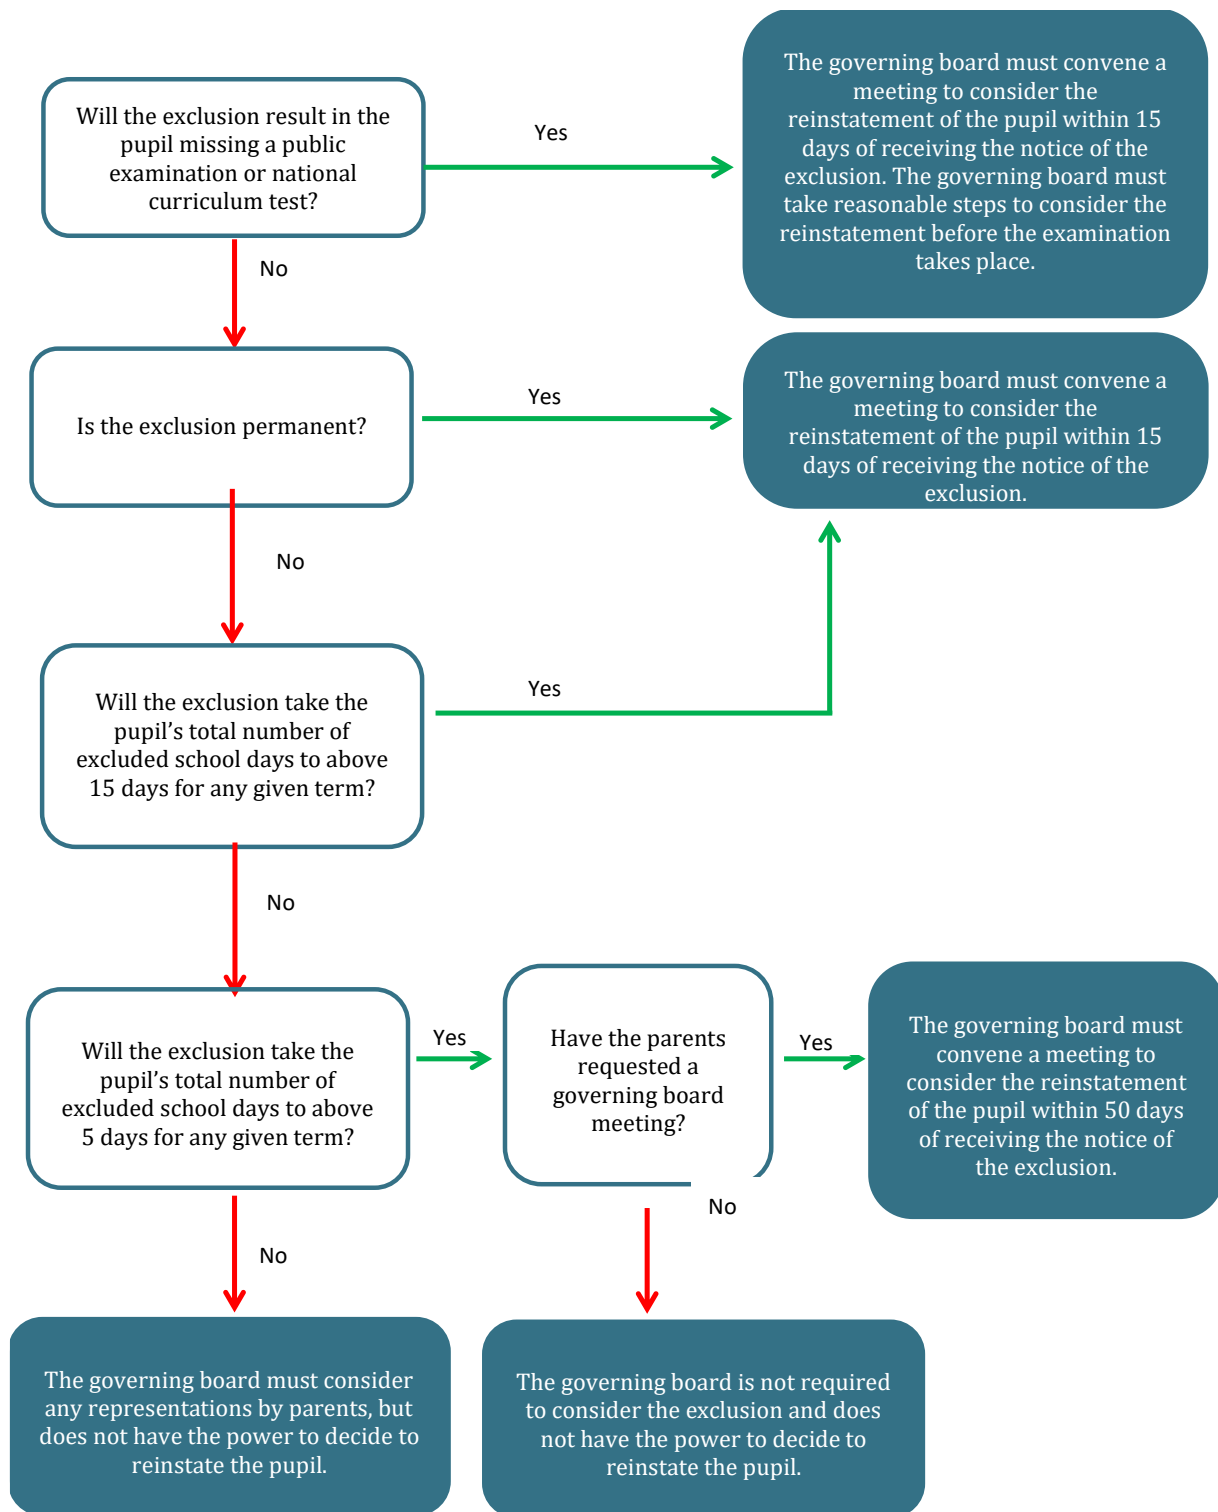 Will the exclusion result in the
pupil missing a public
examination or national
curriculum test?
Yes
The governing board must convene a
meeting to consider the
reinstatement of the pupil within 15
days of receiving the notice of the
exclusion. The governing board must
take reasonable steps to consider the
reinstatement before the examination
takes place.
No
Is the exclusion permanent?
Yes
The governing board must convene a
meeting to consider the
reinstatement of the pupil within 15
days of receiving the notice of the
exclusion.
No
Will the exclusion take the
pupil’s total number of
excluded school days to above
15 days for any given term?
Yes
No
Will the exclusion take the
pupil’s total number of
excluded school days to above
5 days for any given term?
Yes
Have the parents
requested a
governing board
meeting?
Yes
The governing board must
convene a meeting to
consider the reinstatement
of the pupil within 50 days
of receiving the notice of
the exclusion.
No
No
The governing board must consider
any representations by parents, but
does not have the power to decide to
reinstate the pupil.
The governing board is not required
to consider the exclusion and does
not have the power to decide to
reinstate the pupil.